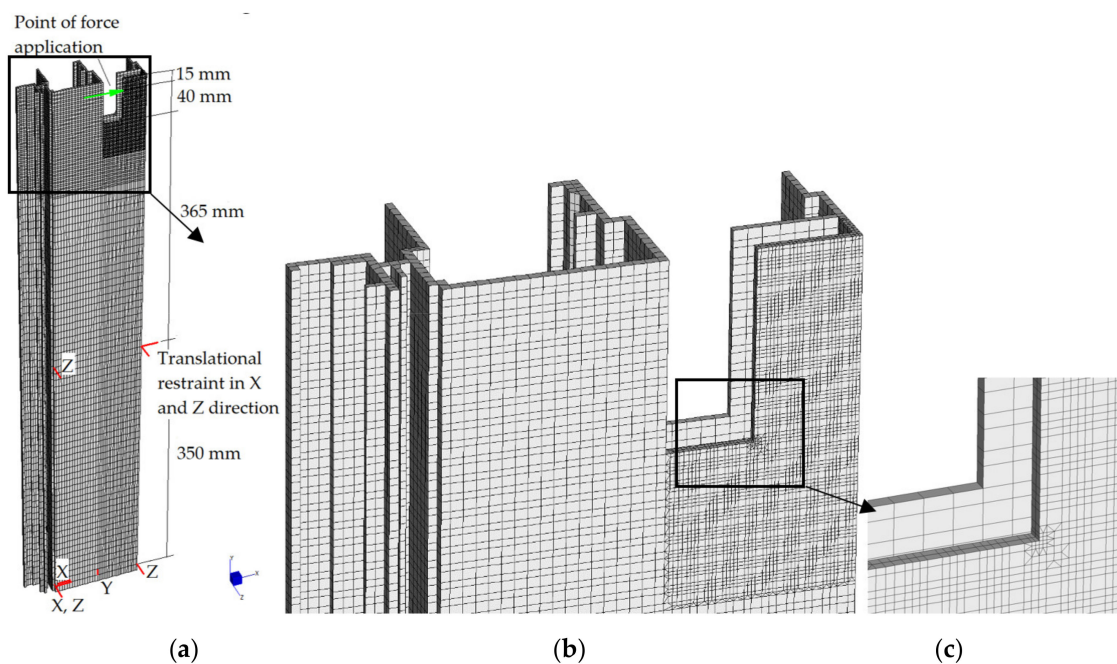 Point of force
application
15 mm
40 mm
365 mm
Z
Translational
restraint in X
and Z direction
350 mm
X
Y
Z
X, Z
(a)
(b)
(c)